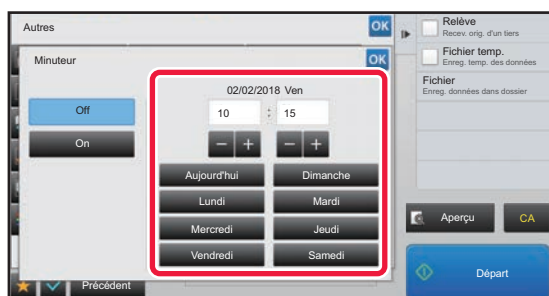 Autres
OK
Minuteur
OK
Off
On
02/02/2018 Ven
10 : 15
− + − +
Aujourd'hui Dimanche
Lundi Mardi
Mercredi Jeudi
Vendredi Samedi
Précédent
Relève
Recev. orig. d'un tiers
Fichier temp.
Enreg. temp. des données
Fichier
Enreg. données dans dossier
Aperçu CA
Départ